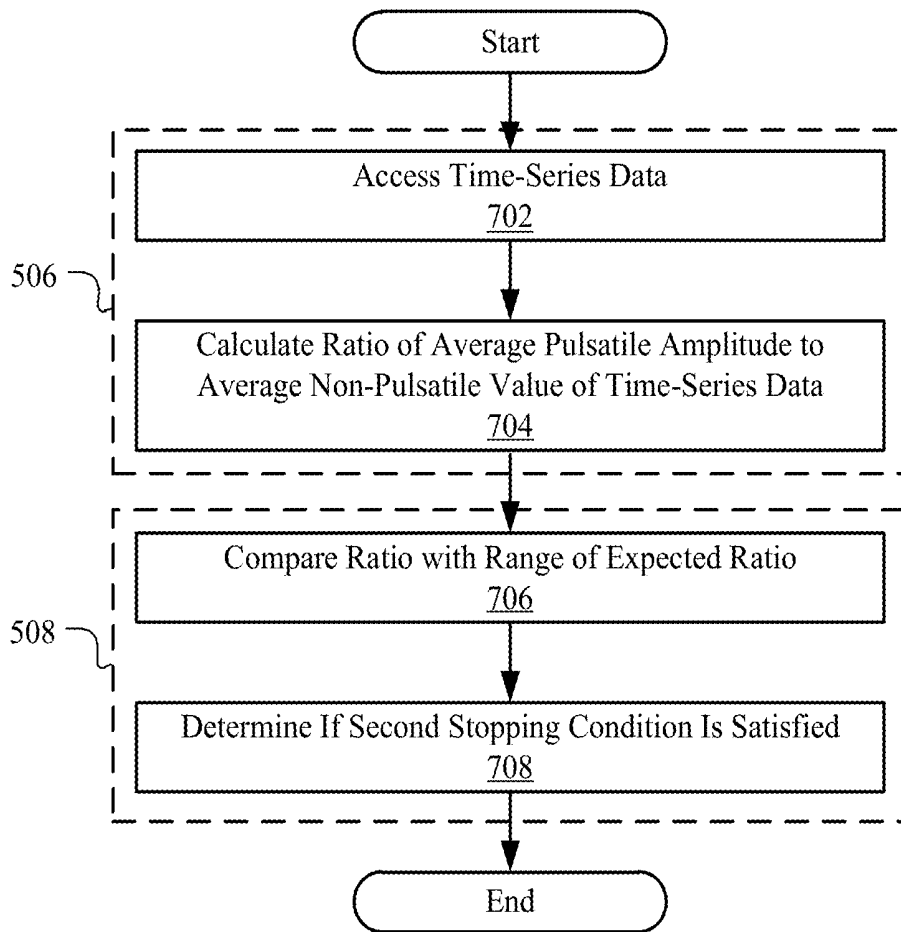 Start
Access Time-Series Data
702
506
Calculate Ratio of Average Pulsatile Amplitude to
Average Non-Pulsatile Value of Time-Series Data
704
Compare Ratio with Range of Expected Ratio
706
508
Determine If Second Stopping Condition Is Satisfied
708
End